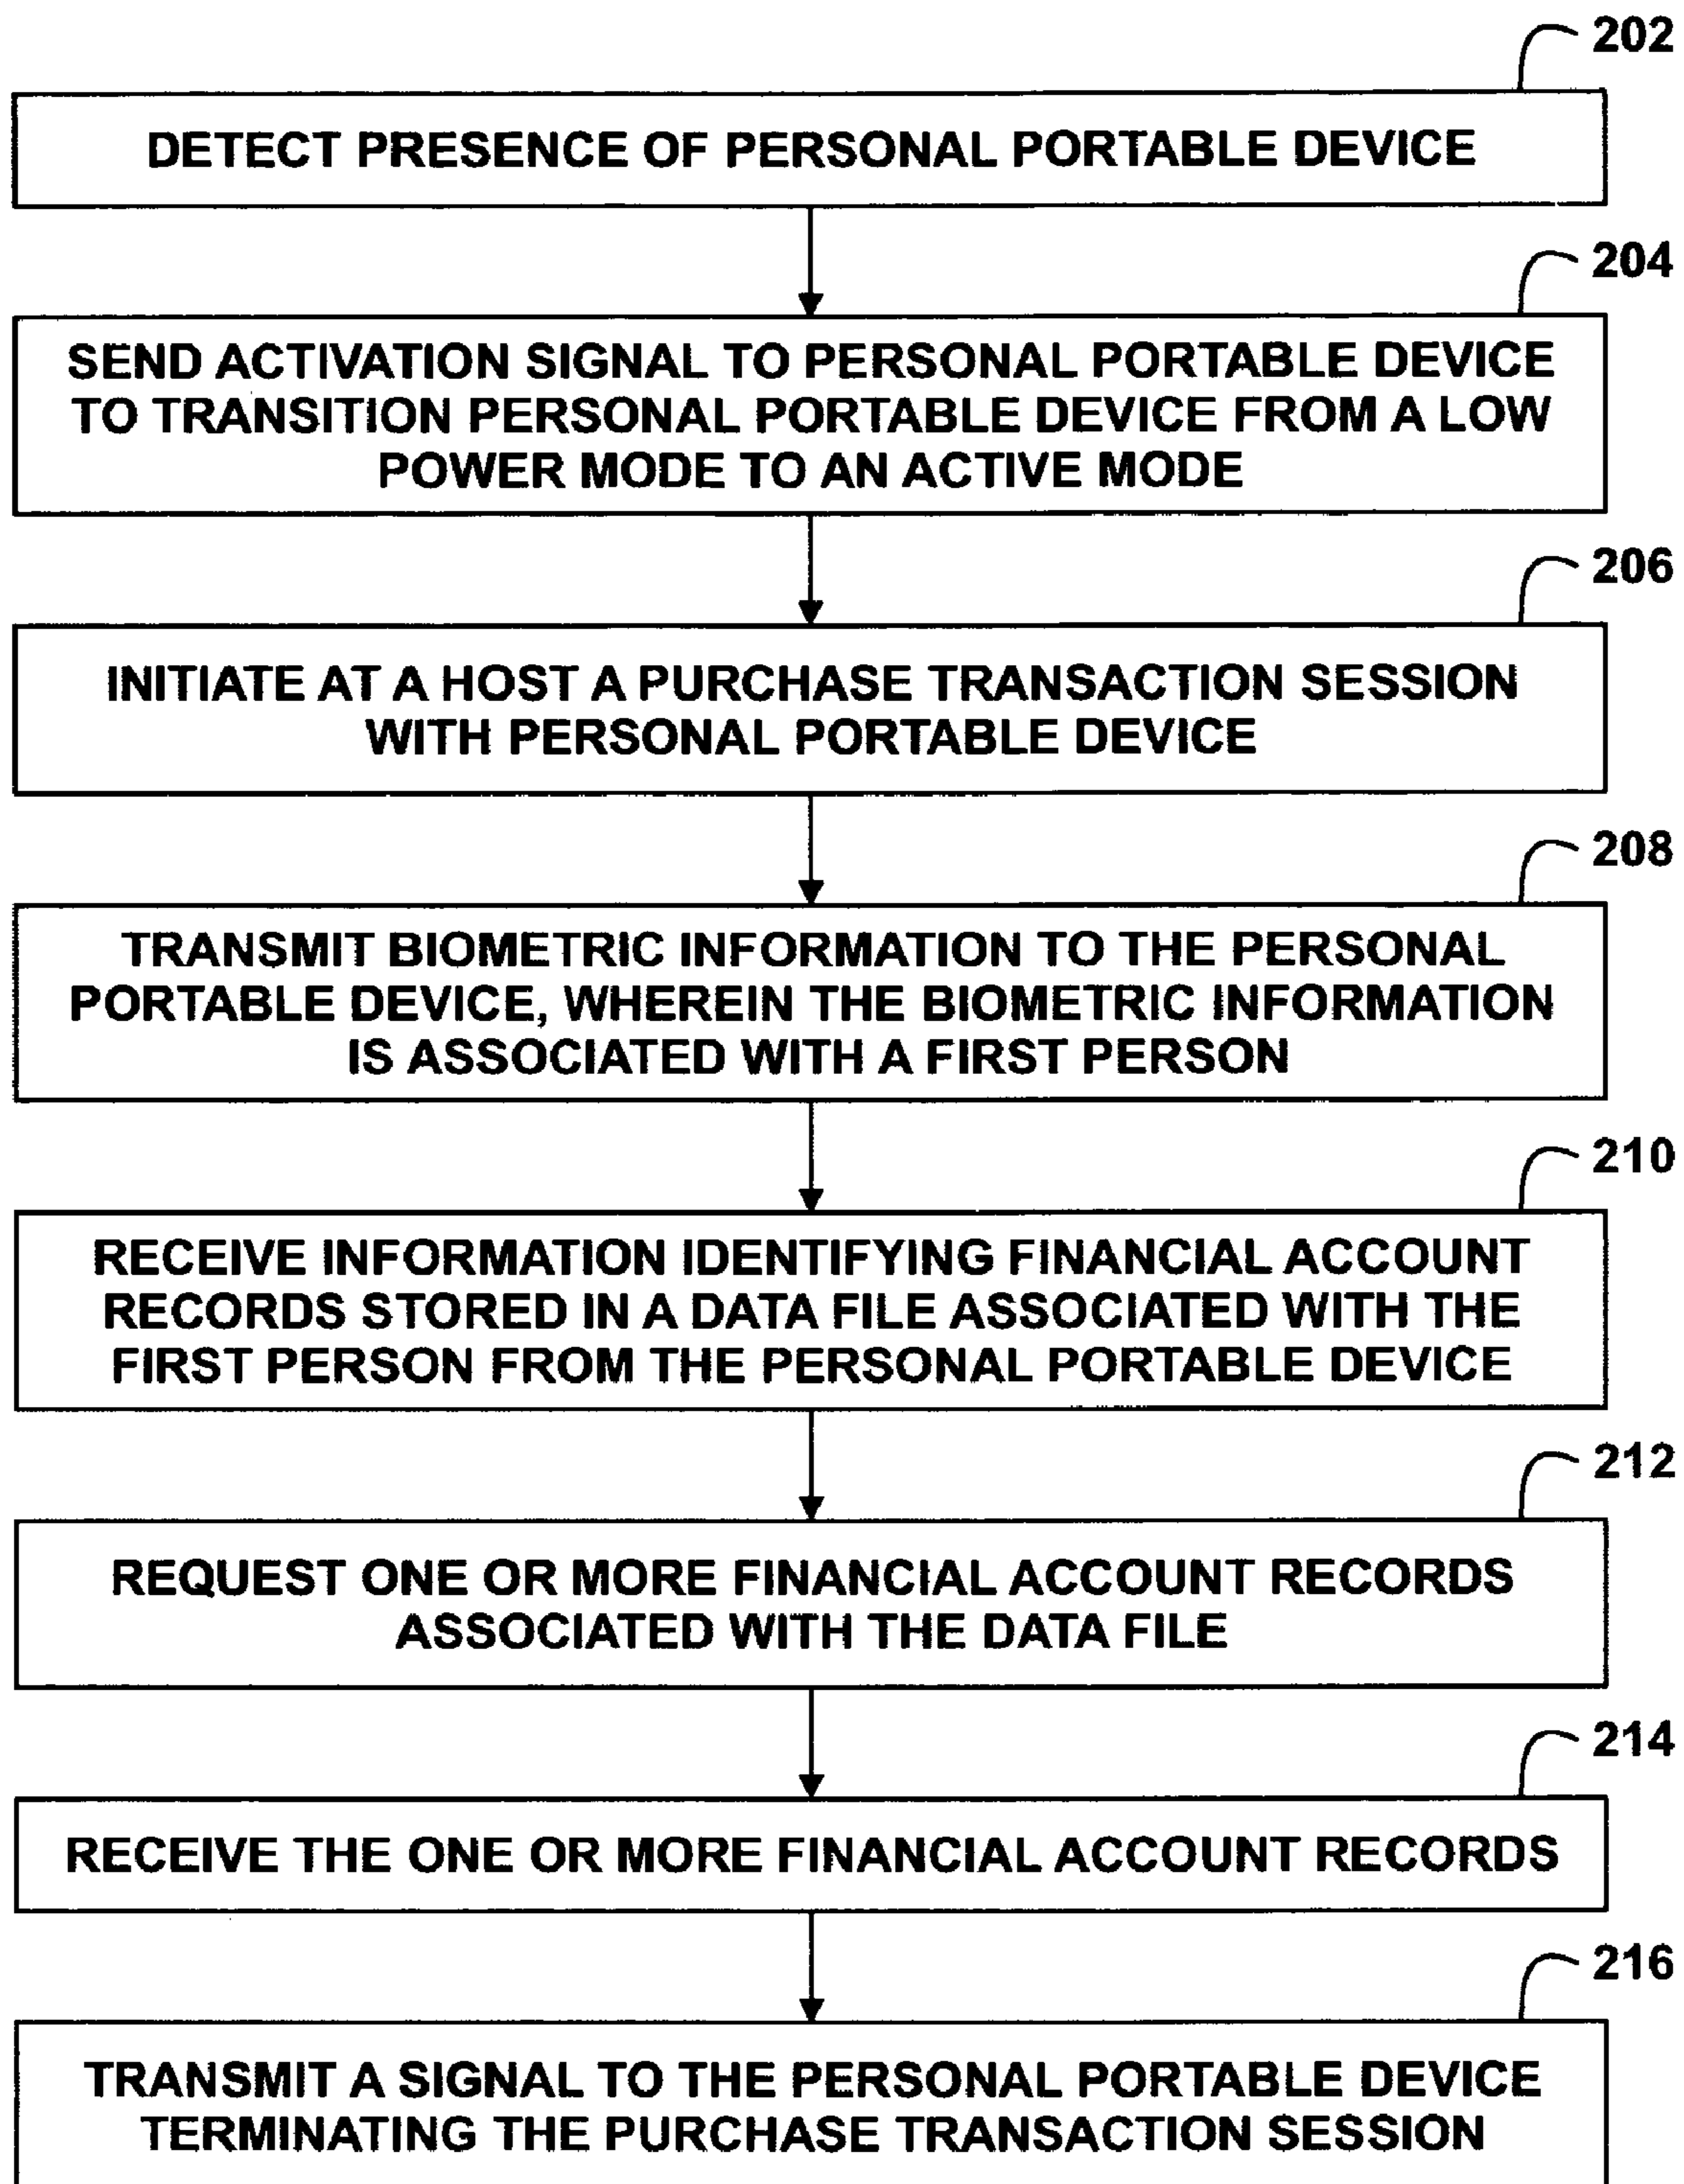 202
DETECT PRESENCE OF PERSONAL PORTABLE DEVICE
204
SEND ACTIVATION SIGNAL TO PERSONAL PORTABLE DEVICE
TO TRANSITION PERSONAL PORTABLE DEVICE FROM A LOW
POWER MODE TO AN ACTIVE MODE
206
INITIATE AT A HOST A PURCHASE TRANSACTION SESSION
WITH PERSONAL PORTABLE DEVICE
208
TRANSMIT BIOMETRIC INFORMATION TO THE PERSONAL
PORTABLE DEVICE, WHEREIN THE BIOMETRIC INFORMATION
IS ASSOCIATED WITH A FIRST PERSON
210
RECEIVE INFORMATION IDENTIFYING FINANCIAL ACCOUNT
RECORDS STORED IN A DATA FILE ASSOCIATED WITH THE
FIRST PERSON FROM THE PERSONAL PORTABLE DEVICE
212
REQUEST ONE OR MORE FINANCIAL ACCOUNT RECORDS
ASSOCIATED WITH THE DATA FILE
214
RECEIVE THE ONE OR MORE FINANCIAL ACCOUNT RECORDS
216
TRANSMIT A SIGNAL TO THE PERSONAL PORTABLE DEVICE
TERMINATING THE PURCHASE TRANSACTION SESSION